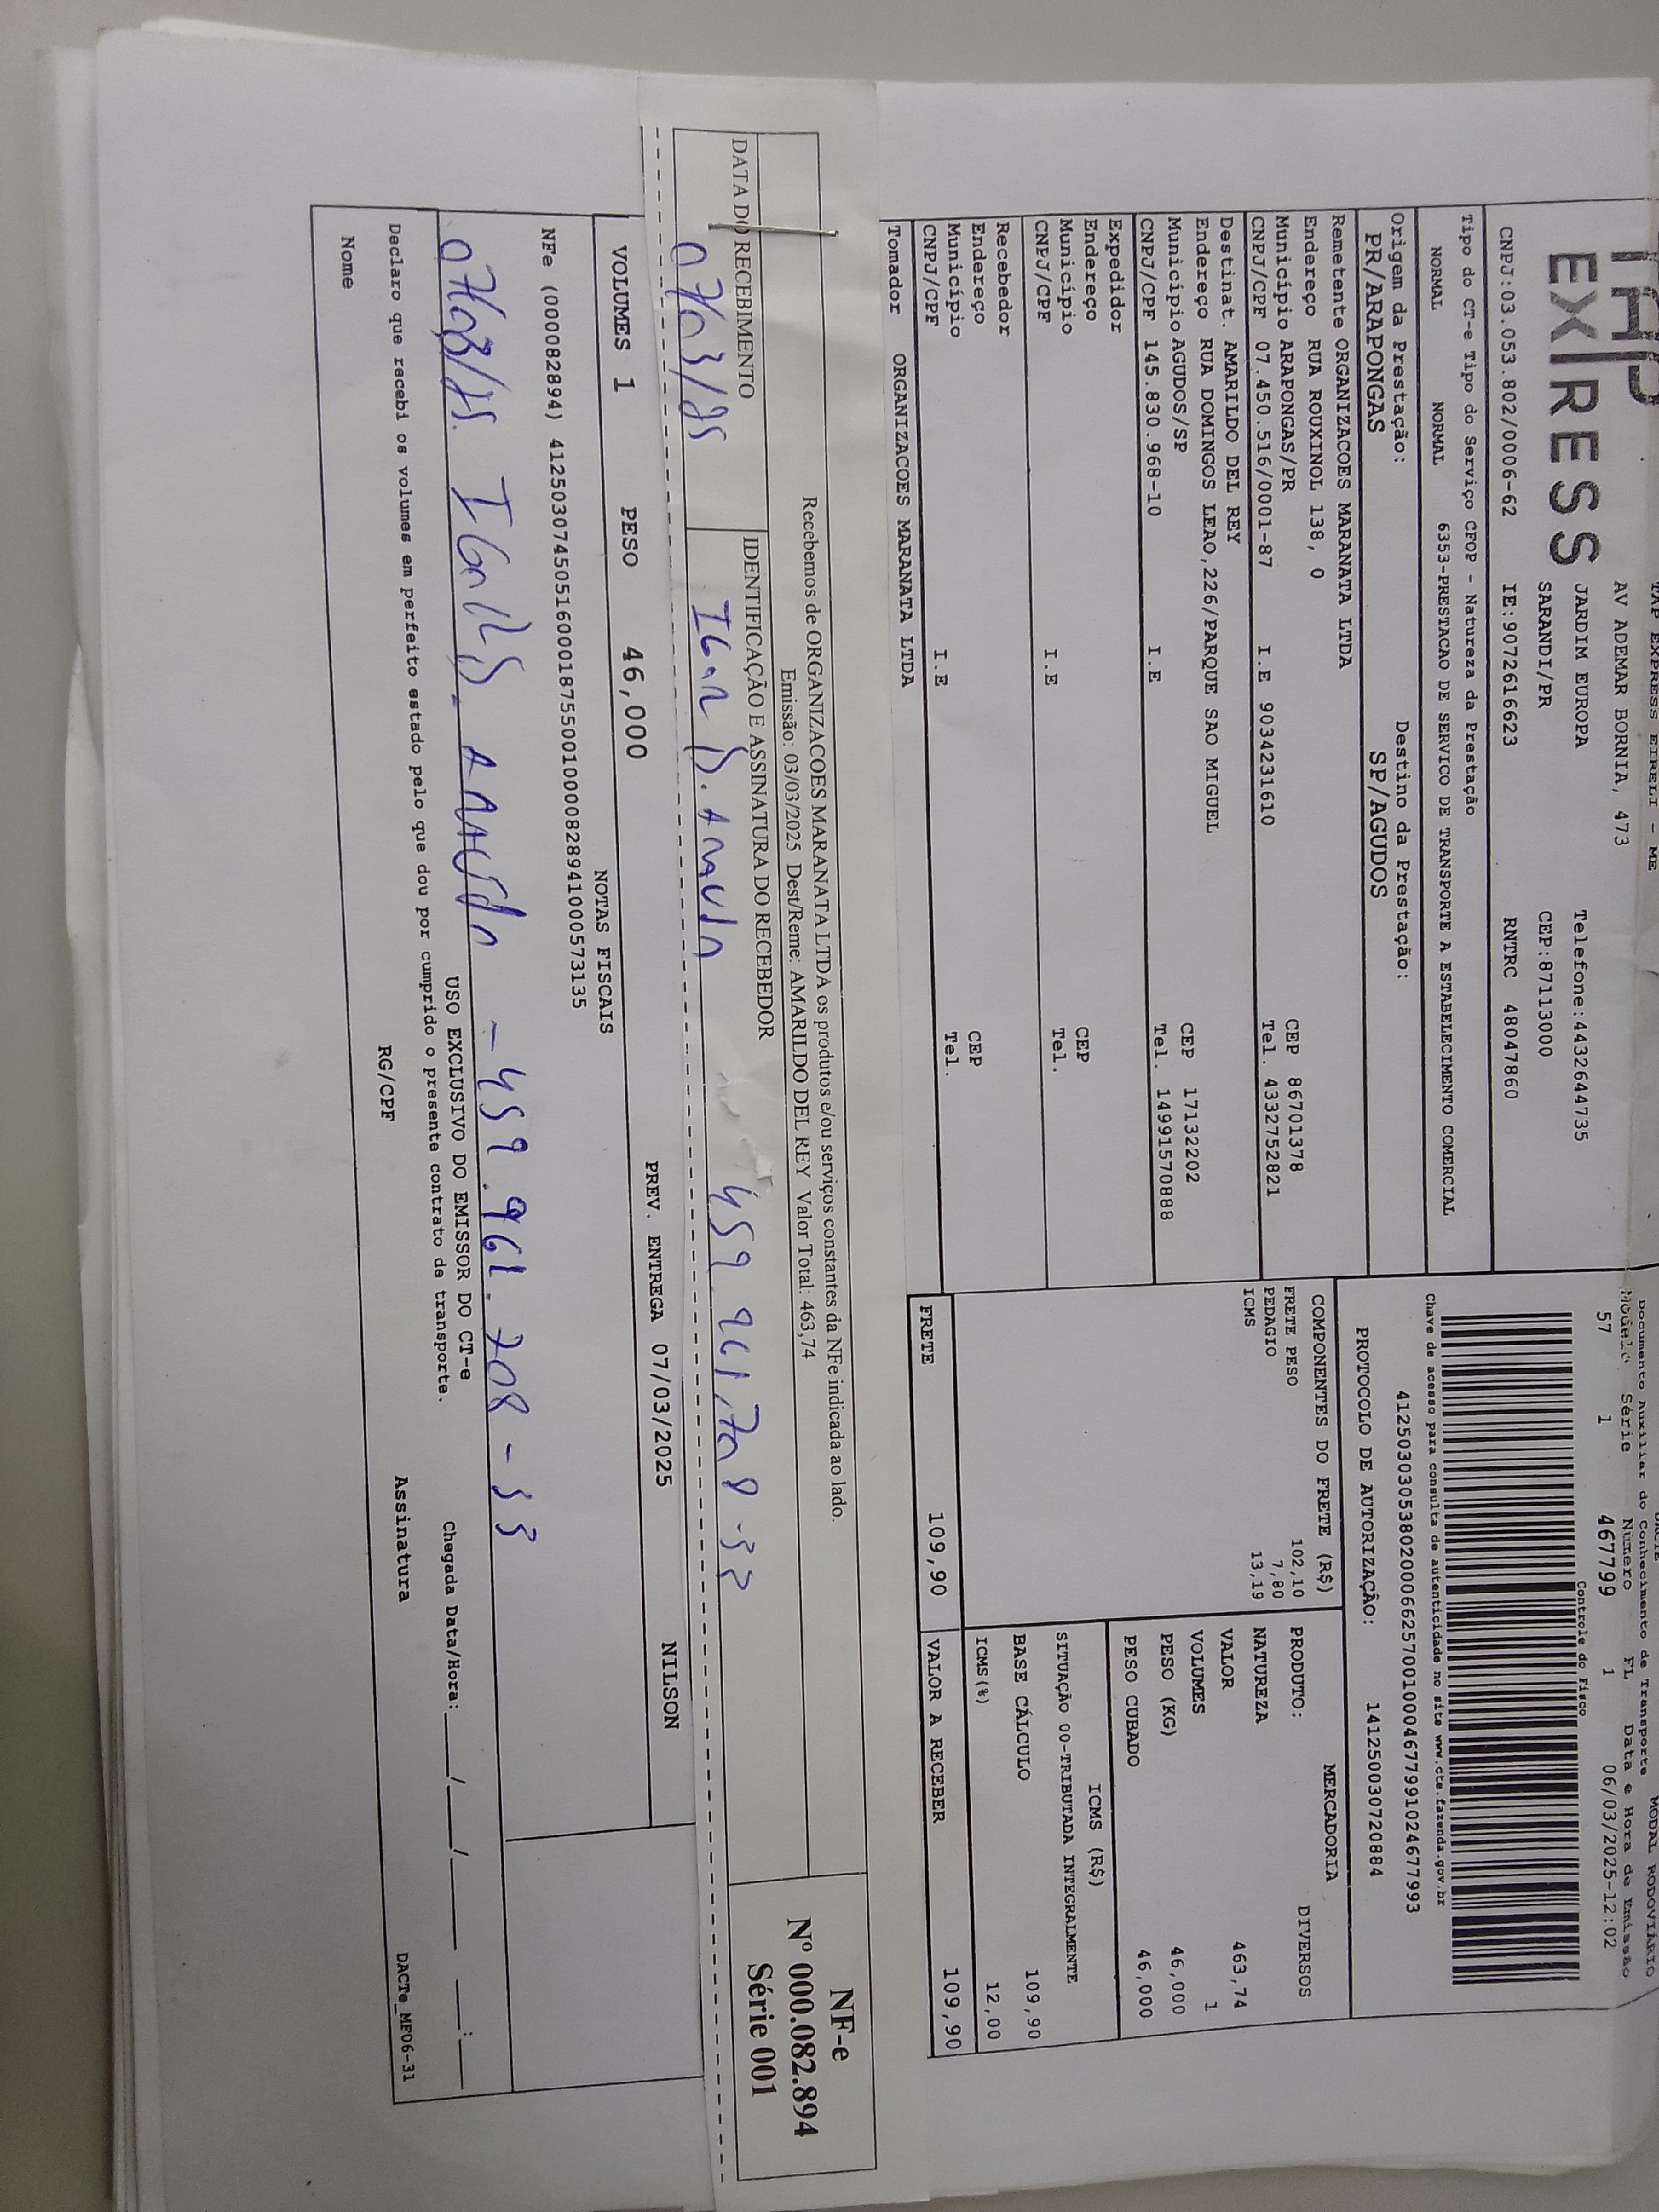 TAP EXPRESS EIRELI - ME
TAP
EXPRESS
AV ADEMAR BORNIA, 473
JARDIM EUROPA Telefone:4432644735
SARANDI/PR CEP:87113000
CNPJ:03.053.802/0006-62 IE:9072616623 RNTRC 48047860
Documento Auxiliar do Conhecimento de Transporte MODAL RODOVIÁRIO
Modelo Série Número FL Data e Hora de Emissão
57 1 467799 1 06/03/2025-12:02
Controle do Fisco
Chave de acesso para consulta de autenticidade no site www.cte.fazenda.gov.br
41250303053802000662570010004677991024677993
PROTOCOLO DE AUTORIZAÇÃO: 141250030720884
Tipo do CT-e Tipo do Serviço CFOP - Natureza da Prestação
NORMAL NORMAL 6353-PRESTACAO DE SERVICO DE TRANSPORTE A ESTABELECIMENTO COMERCIAL
Origem da Prestação: Destino da Prestação:
PR/ARAPONGAS SP/AGUDOS
Remetente ORGANIZACOES MARANATA LTDA
Endereço RUA ROUXINOL 138, 0 CEP 86701378
Município ARAPONGAS/PR Tel. 4332752821
CNPJ/CPF 07.450.516/0001-87 I.E 9034231610
Destinat. AMARILDO DEL REY
Endereço RUA DOMINGOS LEAO,226/PARQUE SAO MIGUEL
Município AGUDOS/SP CEP 17132202
CNPJ/CPF 145.830.968-10 I.E Tel. 14991570888
Expedidor
Endereço
Município CEP
CNPJ/CPF I.E Tel.
Recebedor
Endereço
Município CEP
CNPJ/CPF I.E Tel.
Tomador ORGANIZACOES MARANATA LTDA
COMPONENTES DO FRETE (R$)
FRETE PESO 102,10
PEDAGIO 7,80
ICMS 13,19
MERCADORIA
PRODUTO: DIVERSOS
NATUREZA
VALOR 463,74
VOLUMES 1
PESO (KG) 46,000
PESO CUBADO 46,000
ICMS (R$)
SITUAÇÃO 00-TRIBUTADA INTEGRALMENTE
BASE CÁLCULO 109,90
ICMS(%) 12,00
FRETE 109,90 VALOR A RECEBER 109,90
Recebemos de ORGANIZACOES MARANATA LTDA os produtos e/ou serviços constantes da NFe indicada ao lado.
Emissão: 03/03/2025 Dest/Reme: AMARILDO DEL REY Valor Total: 463,74
DATA DO RECEBIMENTO IDENTIFICAÇÃO E ASSINATURA DO RECEBEDOR
07/03/25 Igor D. 459 961,708-
NF-e
Nº 000.082.894
Série 001
VOLUMES 1 PESO 46,000 PREV. ENTREGA 07/03/2025 NILSON
NOTAS FISCAIS
NFe (000082894) 41250307450516000187550010000828941000573135
07/03/25. Igor D. - 459.961.708-
USO EXCLUSIVO DO EMISSOR DO CT-e
Chegada Data/Hora: ___/___/____ __:__
Declaro que recebi os volumes em perfeito estado pelo que dou por cumprido o presente contrato de transporte.
Nome RG/CPF Assinatura
DACTe_MF06-31